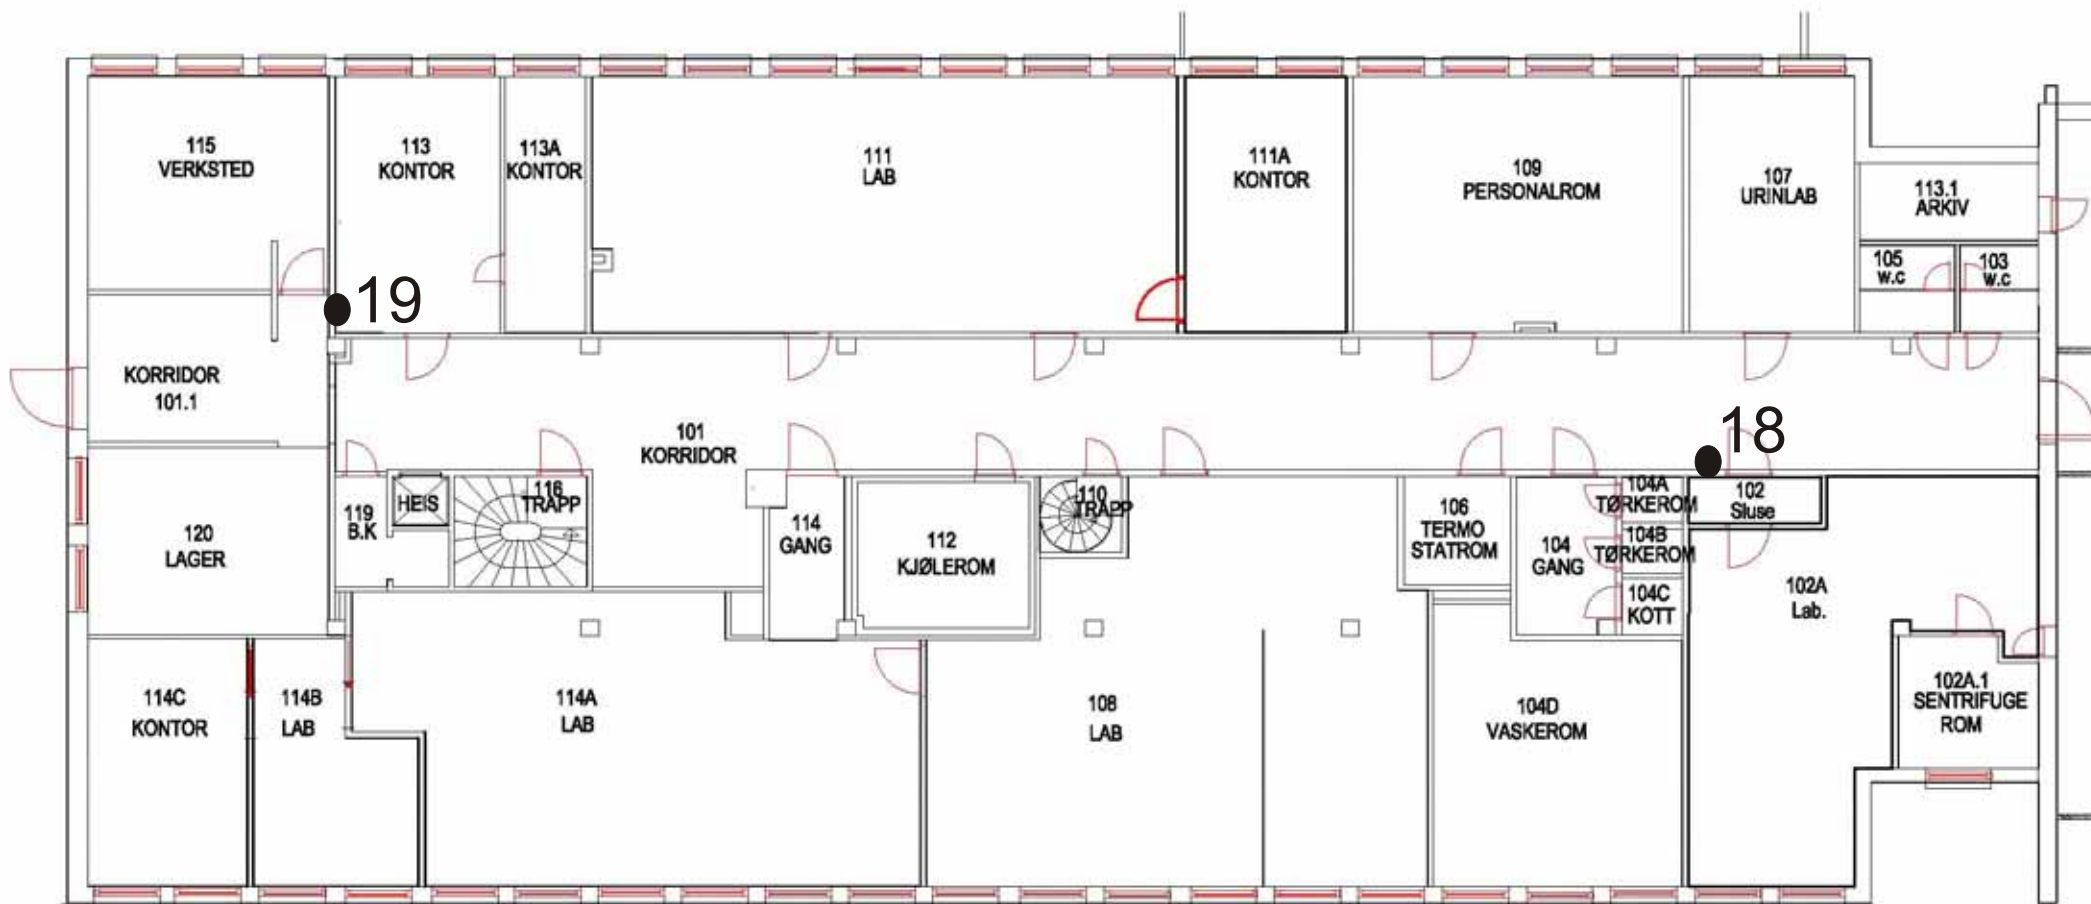 115
VERKSTED
113
KONTOR
113A
KONTOR
111
LAB
111A
KONTOR
109
PERSONALROM
107
URINLAB
113.1
ARKIV
105
w.c
103
w.c
19
KORRIDOR
101.1
101
KORRIDOR
18
120
LAGER
119
B.K
HEIS
116
TRAPP
114
GANG
112
KJØLEROM
110
TRAPP
106
TERMO
STATROM
104
GANG
104A
TØRKEROM
104B
TØRKEROM
104C
KOTT
102
Sluse
102A
Lab.
114C
KONTOR
114B
LAB
114A
LAB
108
LAB
104D
VASKEROM
102A.1
SENTRIFUGE
ROM